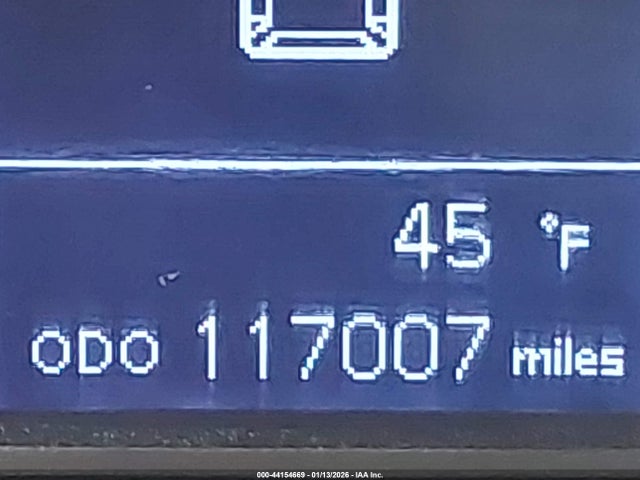 45 °F
ODO 117007 miles
000-44154669 - 01/13/2026 - IAA Inc.